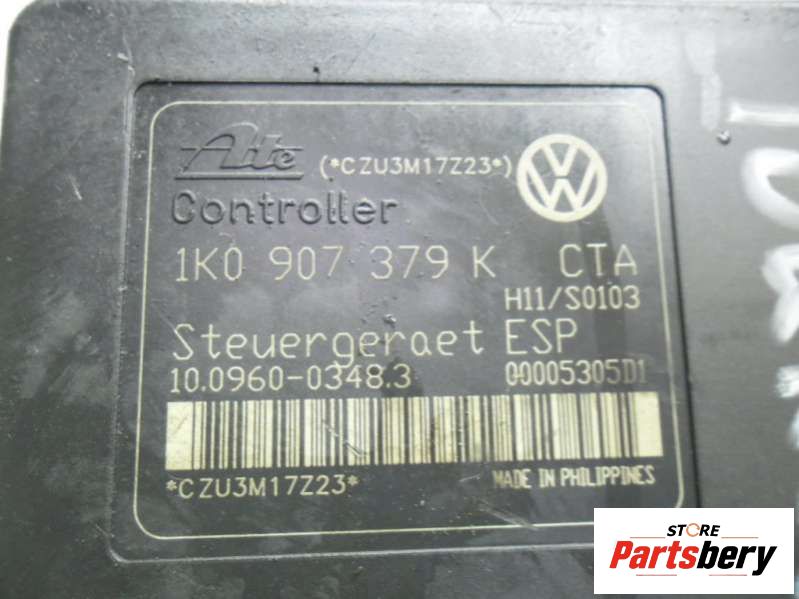 Ate (*CZU3M17Z23*) VW
Controller
1K0 907 379 K CTA
H11/S0103
Steuergeraet ESP
10.0960-0348.3 00005305D1
*CZU3M17Z23* MADE IN PHILIPPINES
STORE
Partsbery